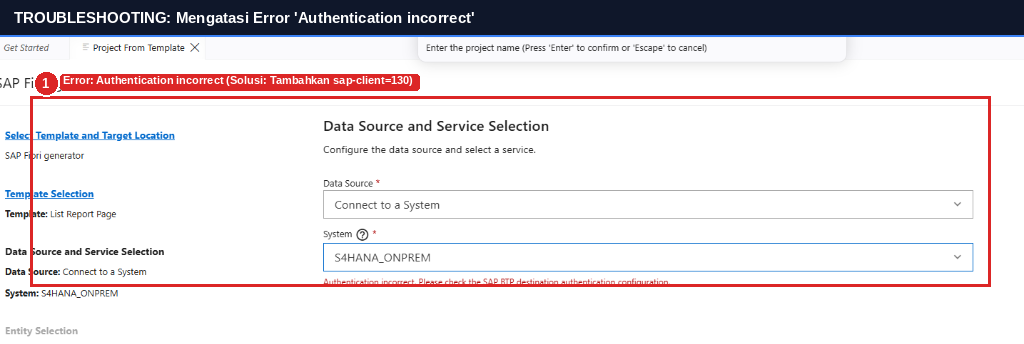 TROUBLESHOOTING: Mengatasi Error 'Authentication incorrect'
Get Started
Project From Template
Enter the project name (Press 'Enter' to confirm or 'Escape' to cancel)
SAP Fi
1
Error: Authentication incorrect (Solusi: Tambahkan sap-client=130)
Select Template and Target Location
SAP Fiori generator
Template Selection
Template: List Report Page
Data Source and Service Selection
Data Source: Connect to a System
System: S4HANA_ONPREM
Entity Selection
Data Source and Service Selection
Configure the data source and select a service.
Data Source *
Connect to a System
System ? *
S4HANA_ONPREM
Authentication incorrect. Please check the SAP BTP destination authentication configuration.